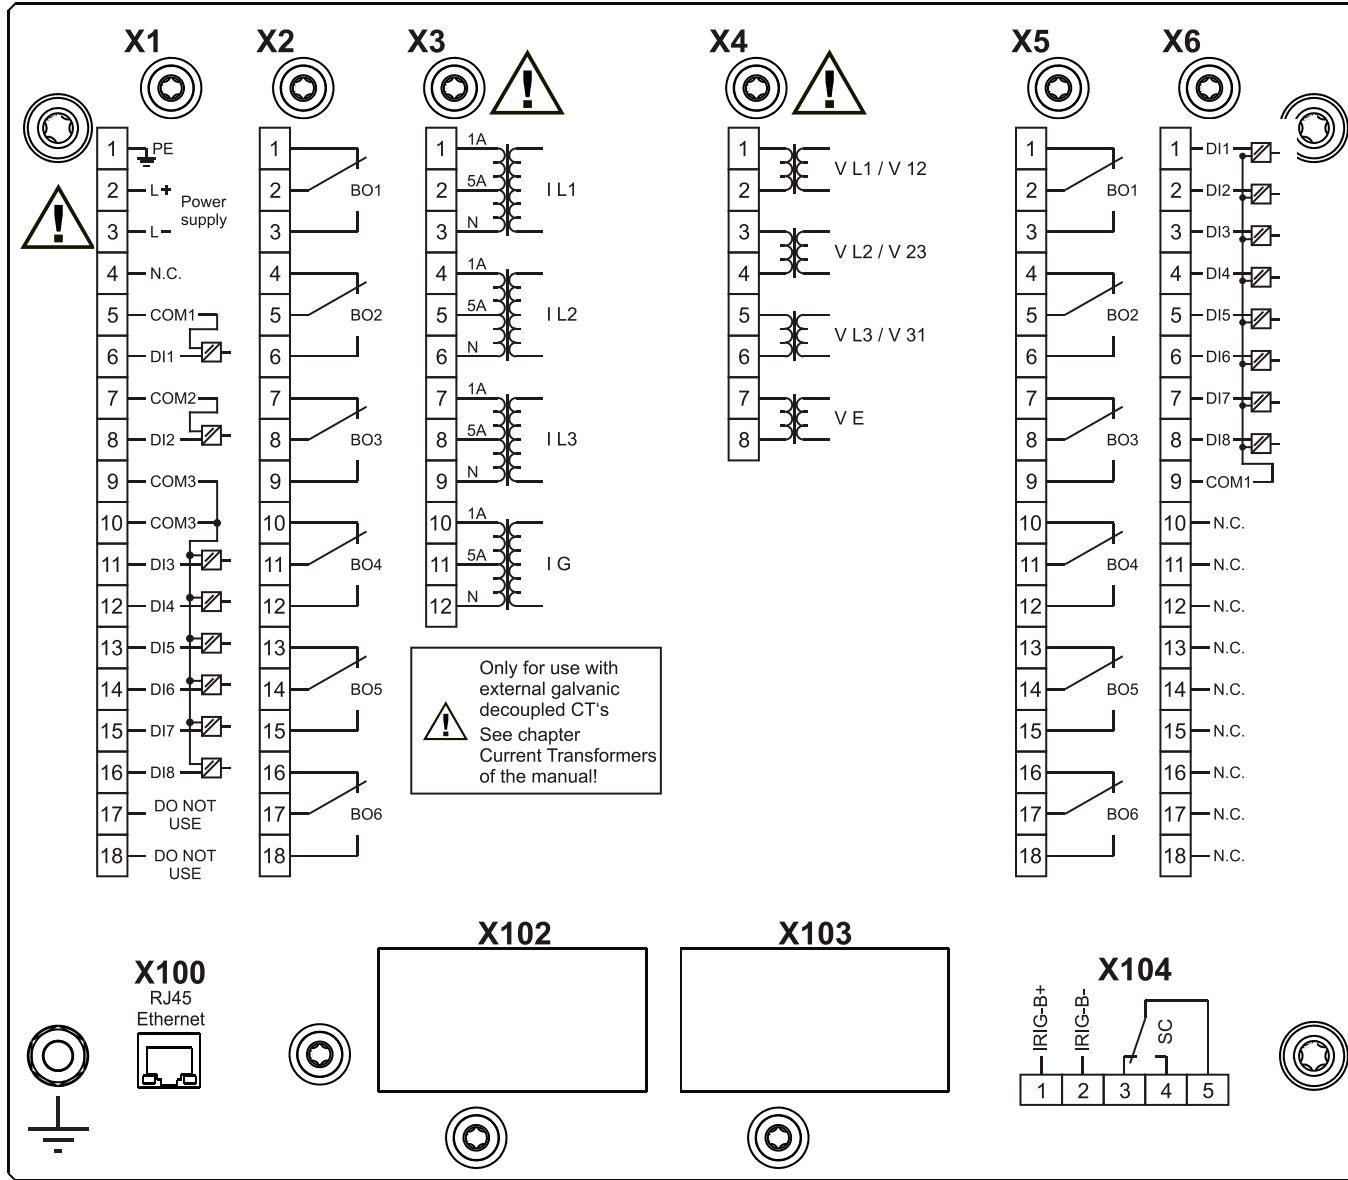 X1
X2
X3
X4
X5
X6
1 PE
2 L+
3 L-
Power
supply
4 N.C.
5 COM1
6 DI1
7 COM2
8 DI2
9 COM3
10 COM3
11 DI3
12 DI4
13 DI5
14 DI6
15 DI7
16 DI8
17 DO NOT
USE
18 DO NOT
USE
1
2 BO1
3
4
5 BO2
6
7
8 BO3
9
10
11 BO4
12
13
14 BO5
15
16
17 BO6
18
!
!
!
1 1A
2 5A I L1
3 N
4 1A
5 5A I L2
6 N
7 1A
8 5A I L3
9 N
10 1A
11 5A I G
12 N
Only for use with
external galvanic
decoupled CT's
! See chapter
Current Transformers
of the manual!
1
V L1 / V 12
2
3
V L2 / V 23
4
5
V L3 / V 31
6
7
V E
8
1
2 BO1
3
4
5 BO2
6
7
8 BO3
9
10
11 BO4
12
13
14 BO5
15
16
17 BO6
18
1 DI1
2 DI2
3 DI3
4 DI4
5 DI5
6 DI6
7 DI7
8 DI8
9 COM1
10 N.C.
11 N.C.
12 N.C.
13 N.C.
14 N.C.
15 N.C.
16 N.C.
17 N.C.
18 N.C.
X100
RJ45
Ethernet
X102
X103
X104
IRIG-B+
IRIG-B-
SC
1 2 3 4 5